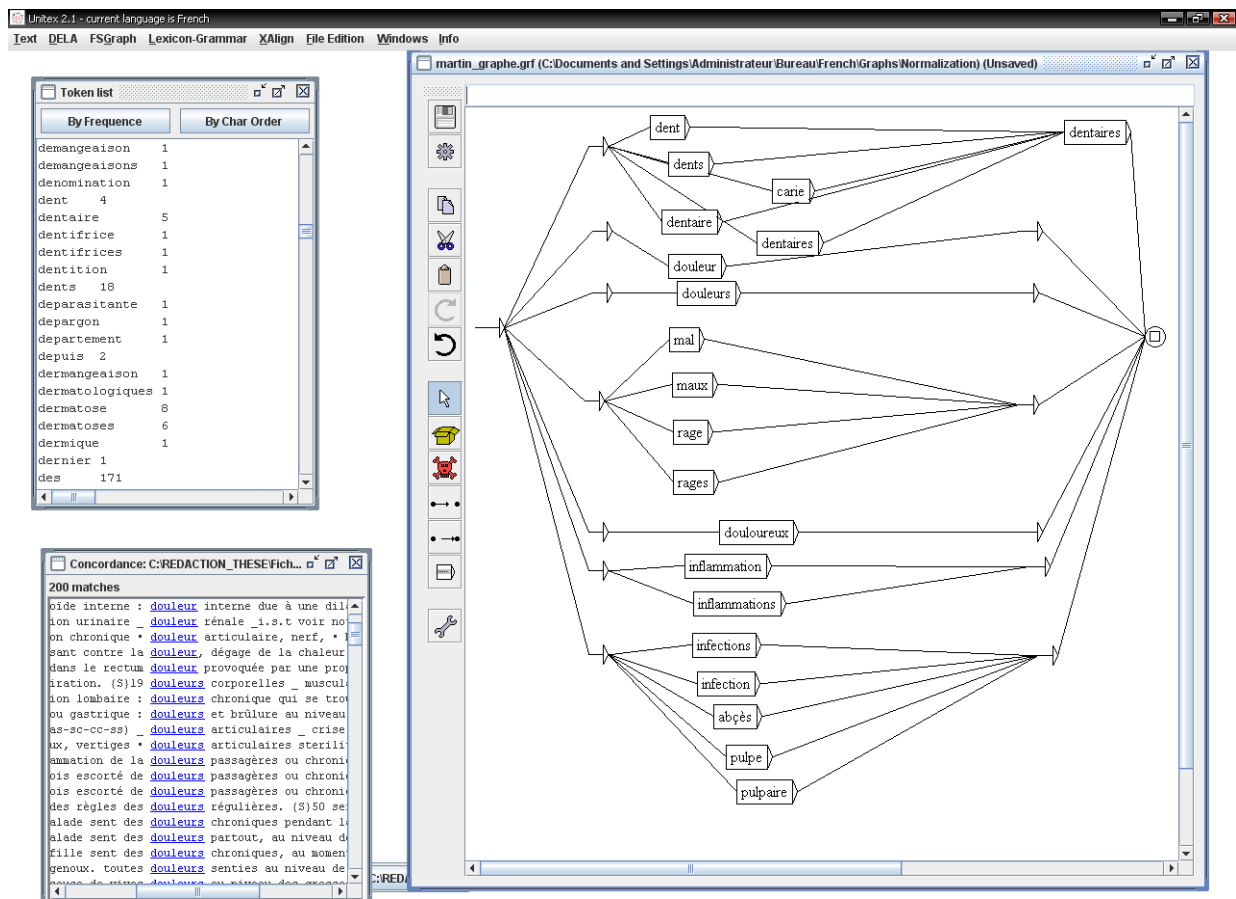 Unitex 2.1 - current language is French
Text DELA FSGraph Lexicon-Grammar XAlign File Edition Windows Info
Token list
By Frequence By Char Order
demangeaison 1
demangeaisons 1
denomination 1
dent 4
dentaire 5
dentifrice 1
dentifrices 1
dentition 1
dents 18
deparasitante 1
depargon 1
departement 1
depuis 2
dermangeaison 1
dermatologiques 1
dermatose 8
dermatoses 6
dermique 1
dernier 1
des 171
Concordance: C:\REDACTION_THESE\Fich...
200 matches
oïde interne : douleur interne due à une dil
ion urinaire _ douleur rénale _i.s.t voir no
on chronique • douleur articulaire, nerf, •
sant contre la douleur, dégage de la chaleur
dans le rectum douleur provoquée par une pro
iration. {S}19 douleurs corporelles _ muscul
ion lombaire : douleurs chronique qui se tro
ou gastrique : douleurs et brûlure au niveau
as-sc-cc-ss) _ douleurs articulaires _ crise
ux, vertiges • douleurs articulaires sterili
ammation de la douleurs passagères ou chroni
ois escorté de douleurs passagères ou chroni
ois escorté de douleurs passagères ou chroni
des règles des douleurs régulières. {S}50 se
alade sent des douleurs chroniques pendant l
alade sent des douleurs partout, au niveau d
fille sent des douleurs chroniques, au momen
genoux. toutes douleurs senties au niveau de
C:\RED
martin_graphe.grf (C:\Documents and Settings\Administrateur\Bureau\French\Graphs\Normalization) (Unsaved)
dent
dentaires
dents
carie
dentaire
dentaires
douleur
douleurs
mal
maux
rage
rages
douloureux
inflammation
inflammations
infections
infection
abçès
pulpe
pulpaire